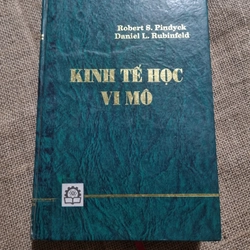 Robert S. Pindyck
Daniel L. Rubinfeld
KINH TẾ HỌC
VI MÔ